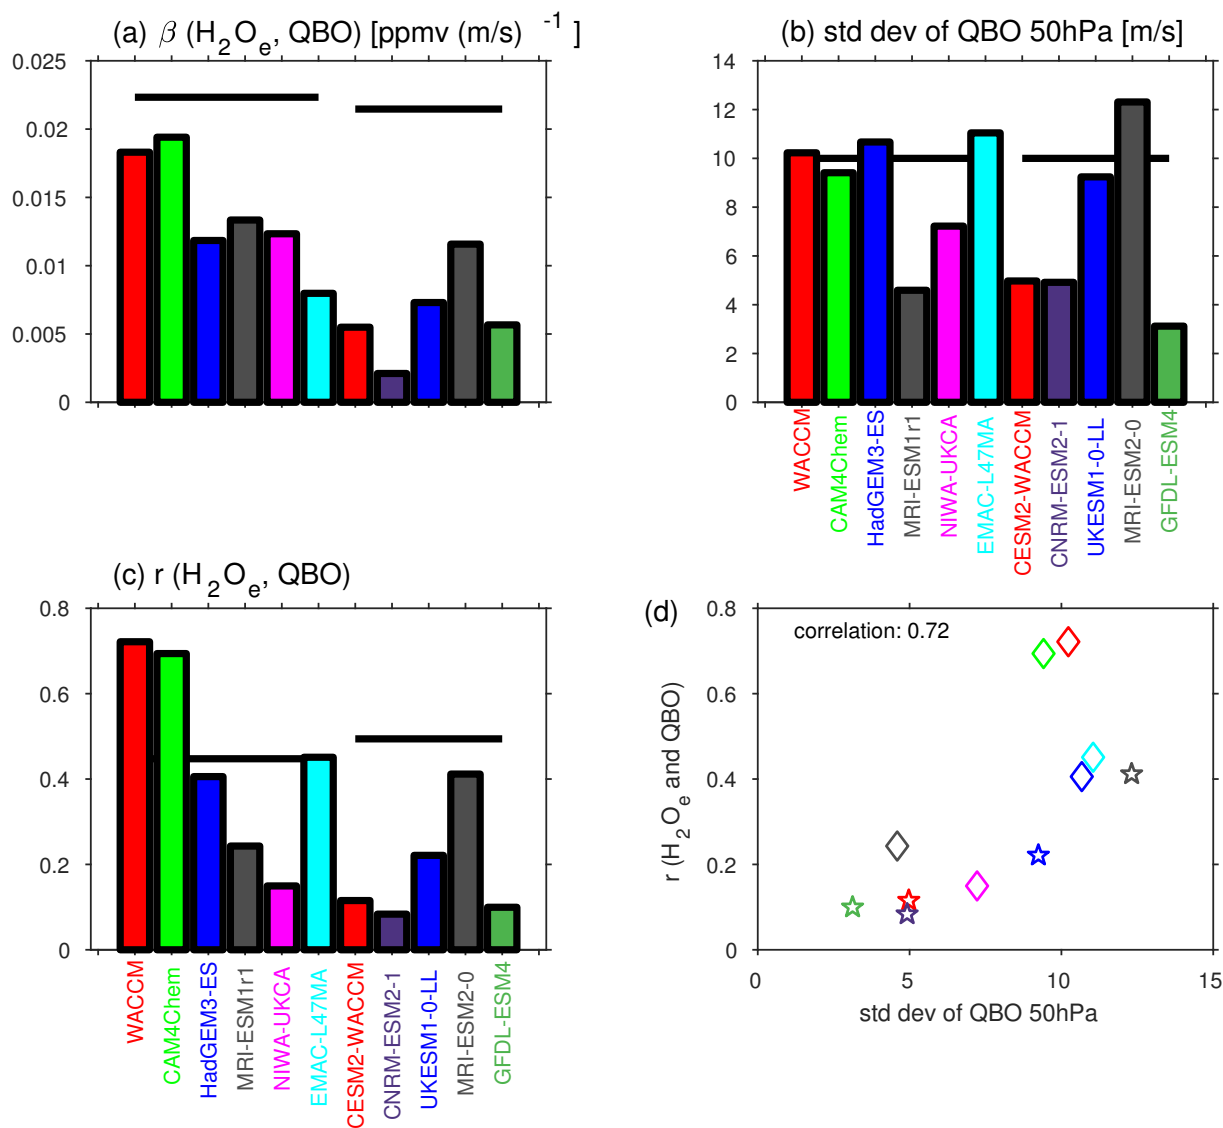 (a) β (H2Oe, QBO) [ppmv (m/s) -1 ]
0.025
0.02
0.015
0.01
0.005
0
(b) std dev of QBO 50hPa [m/s]
14
12
10
8
6
4
2
0
WACCM
CAM4Chem
HadGEM3-ES
MRI-ESM1r1
NIWA-UKCA
EMAC-L47MA
CESM2-WACCM
CNRM-ESM2-1
UKESM1-0-LL
MRI-ESM2-0
GFDL-ESM4
(c) r (H2Oe, QBO)
0.8
0.6
0.4
0.2
0
WACCM
CAM4Chem
HadGEM3-ES
MRI-ESM1r1
NIWA-UKCA
EMAC-L47MA
CESM2-WACCM
CNRM-ESM2-1
UKESM1-0-LL
MRI-ESM2-0
GFDL-ESM4
(d)
correlation: 0.72
r (H2Oe and QBO)
0.8
0.6
0.4
0.2
0
0
5
10
15
std dev of QBO 50hPa